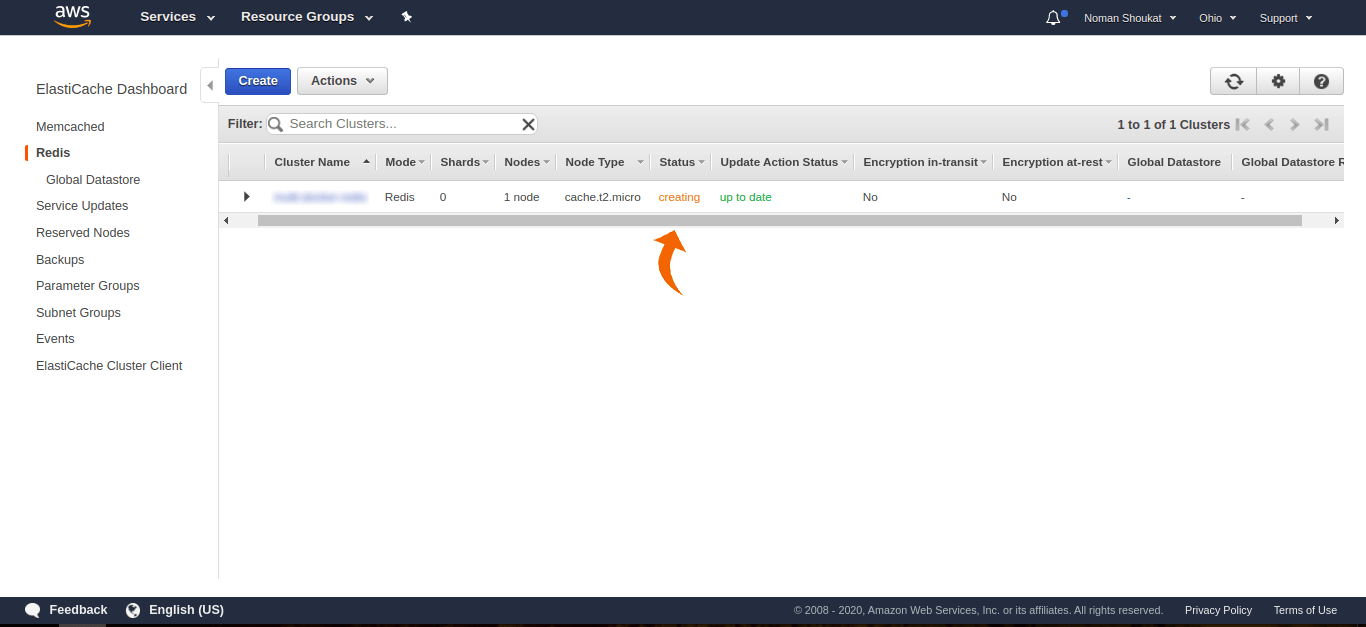 aws Services Resource Groups Noman Shoukat Ohio Support
ElastiCache Dashboard
Memcached
Redis
Global Datastore
Service Updates
Reserved Nodes
Backups
Parameter Groups
Subnet Groups
Events
ElastiCache Cluster Client
Create Actions
Filter: Search Clusters... 1 to 1 of 1 Clusters
Cluster Name Mode Shards Nodes Node Type Status Update Action Status Encryption in-transit Encryption at-rest Global Datastore Global Datastore R
Redis 0 1 node cache.t2.micro creating up to date No No - -
Feedback English (US) © 2008 - 2020, Amazon Web Services, Inc. or its affiliates. All rights reserved. Privacy Policy Terms of Use